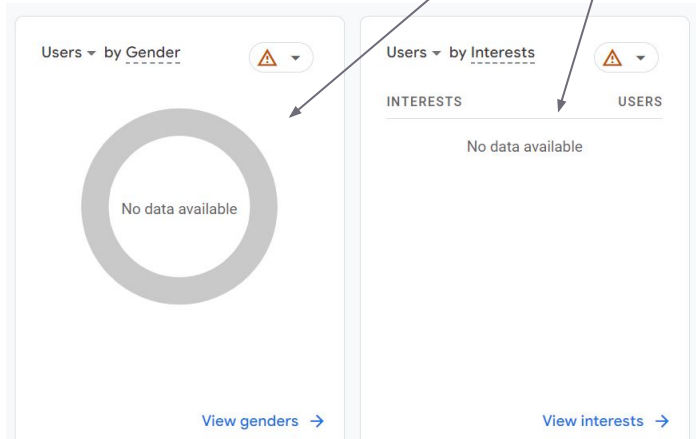 Users by Gender
No data available
View genders
Users by Interests
INTERESTS USERS
No data available
View interests